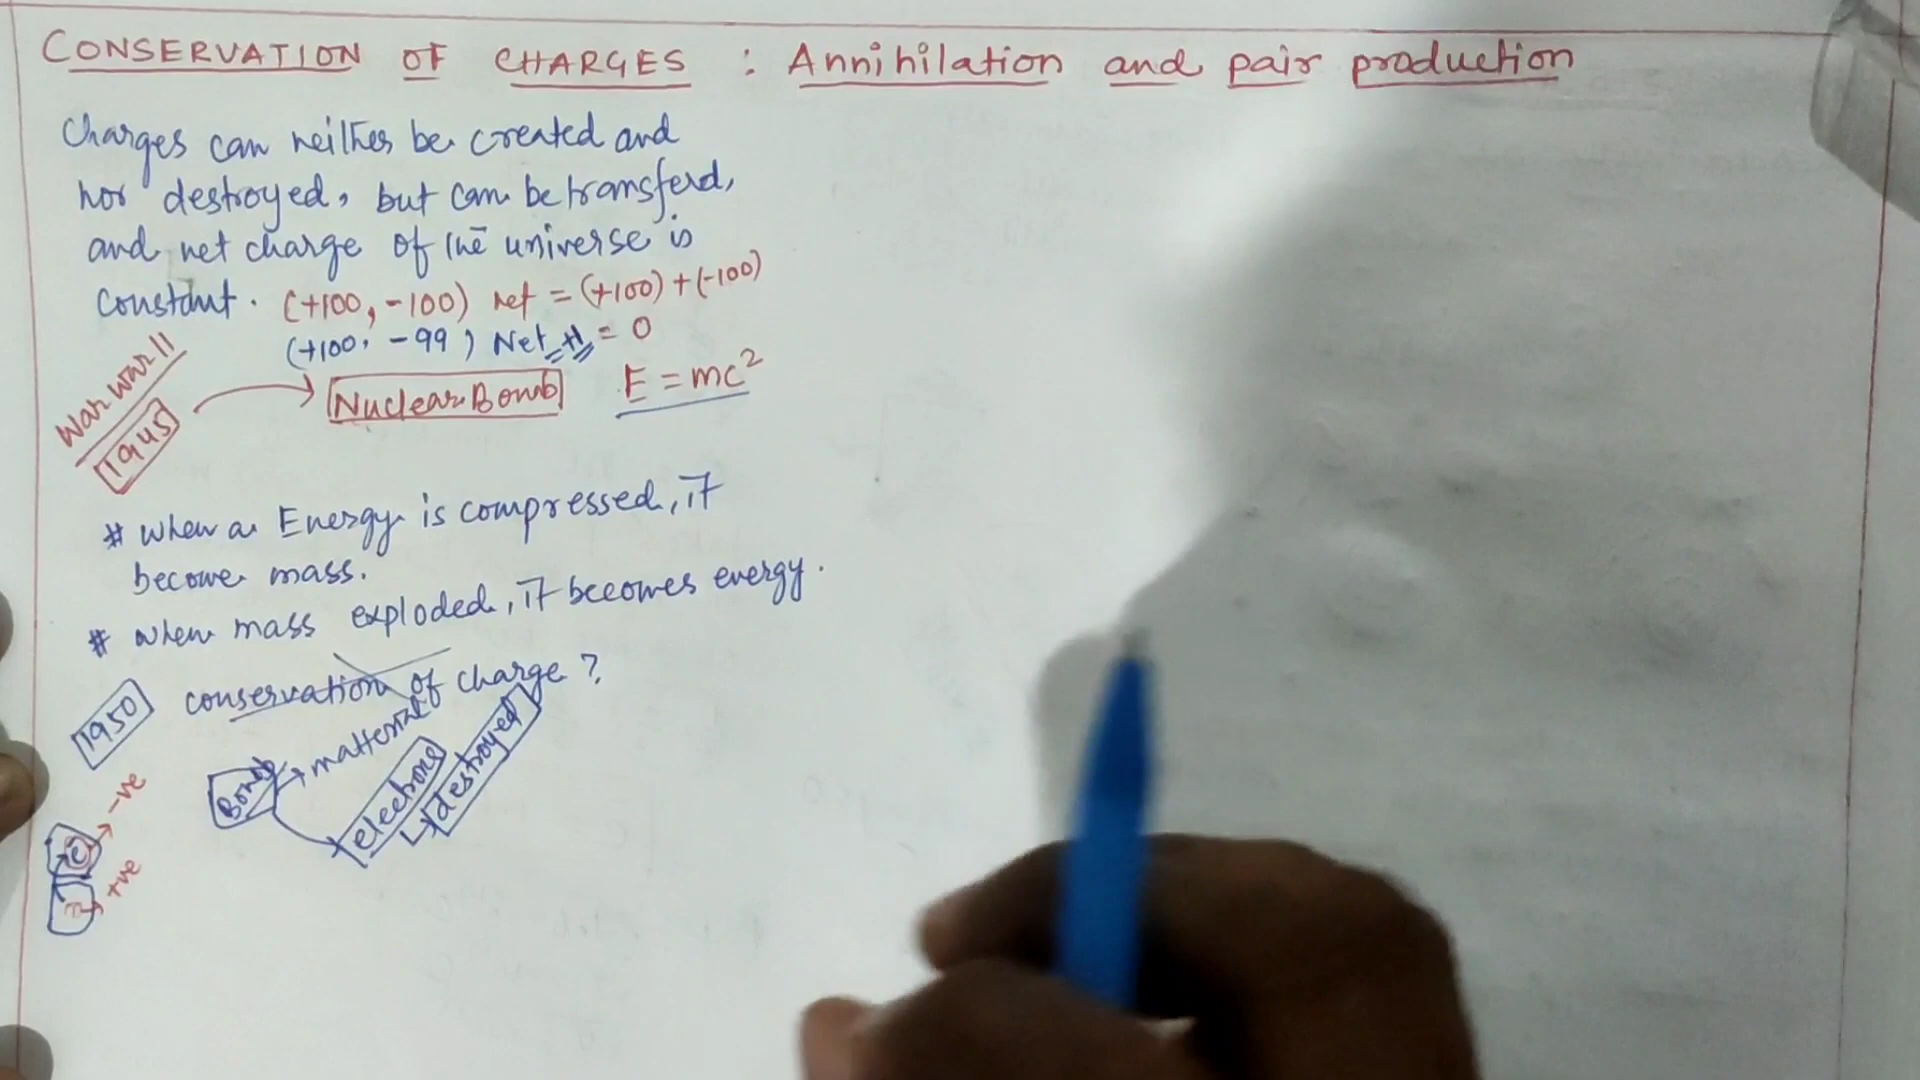 CONSERVATION OF CHARGES : Annihilation and pair production
Charges can neither be created and
nor destroyed, but can be transferd,
and net charge of the universe is
constant. (+100, -100) net = (+100) + (-100)
(+100, -99) Net +1 = 0
War war II
1945
Nuclear Bomb E = mc²
# when a Energy is compressed, it
become mass.
# when mass exploded, it becomes energy.
1950 conservation of charge ?
Bomb matterial
electrons
destroyed
-ve
+ve